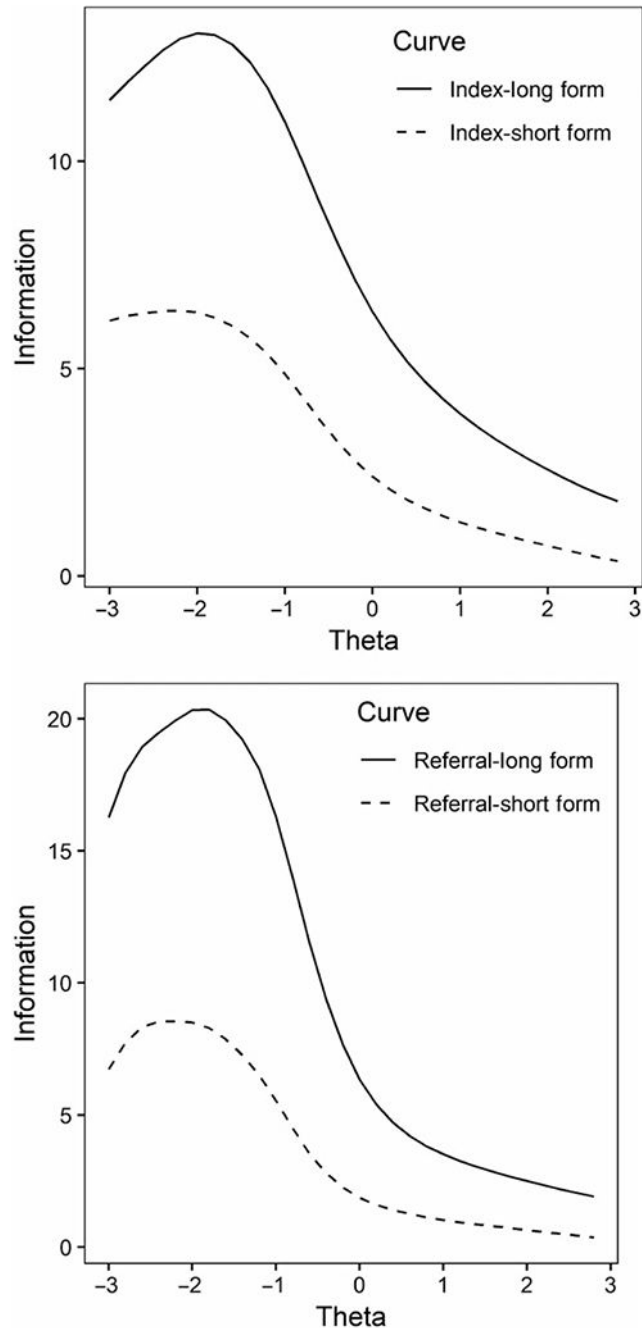 Curve
Index-long form
Index-short form
10
5
0
Information
−3 −2 −1 0 1 2 3
Theta
Curve
Referral-long form
Referral-short form
20
15
10
5
0
Information
−3 −2 −1 0 1 2 3
Theta